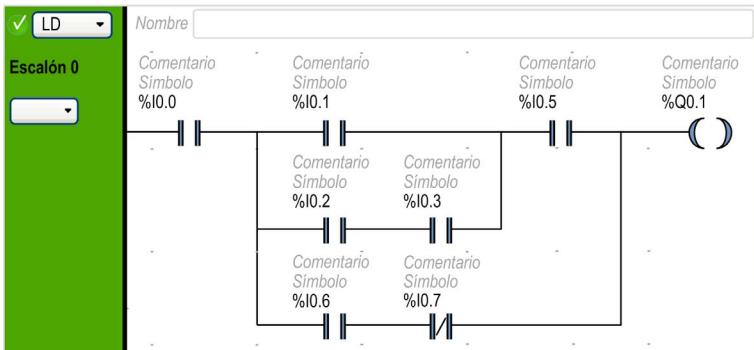 LD
Nombre
Escalón 0
Comentario Comentario Comentario Comentario
Símbolo Símbolo Símbolo Símbolo
%I0.0 %I0.1 %I0.5 %Q0.1
Comentario Comentario
Símbolo Símbolo
%I0.2 %I0.3
Comentario Comentario
Símbolo Símbolo
%I0.6 %I0.7